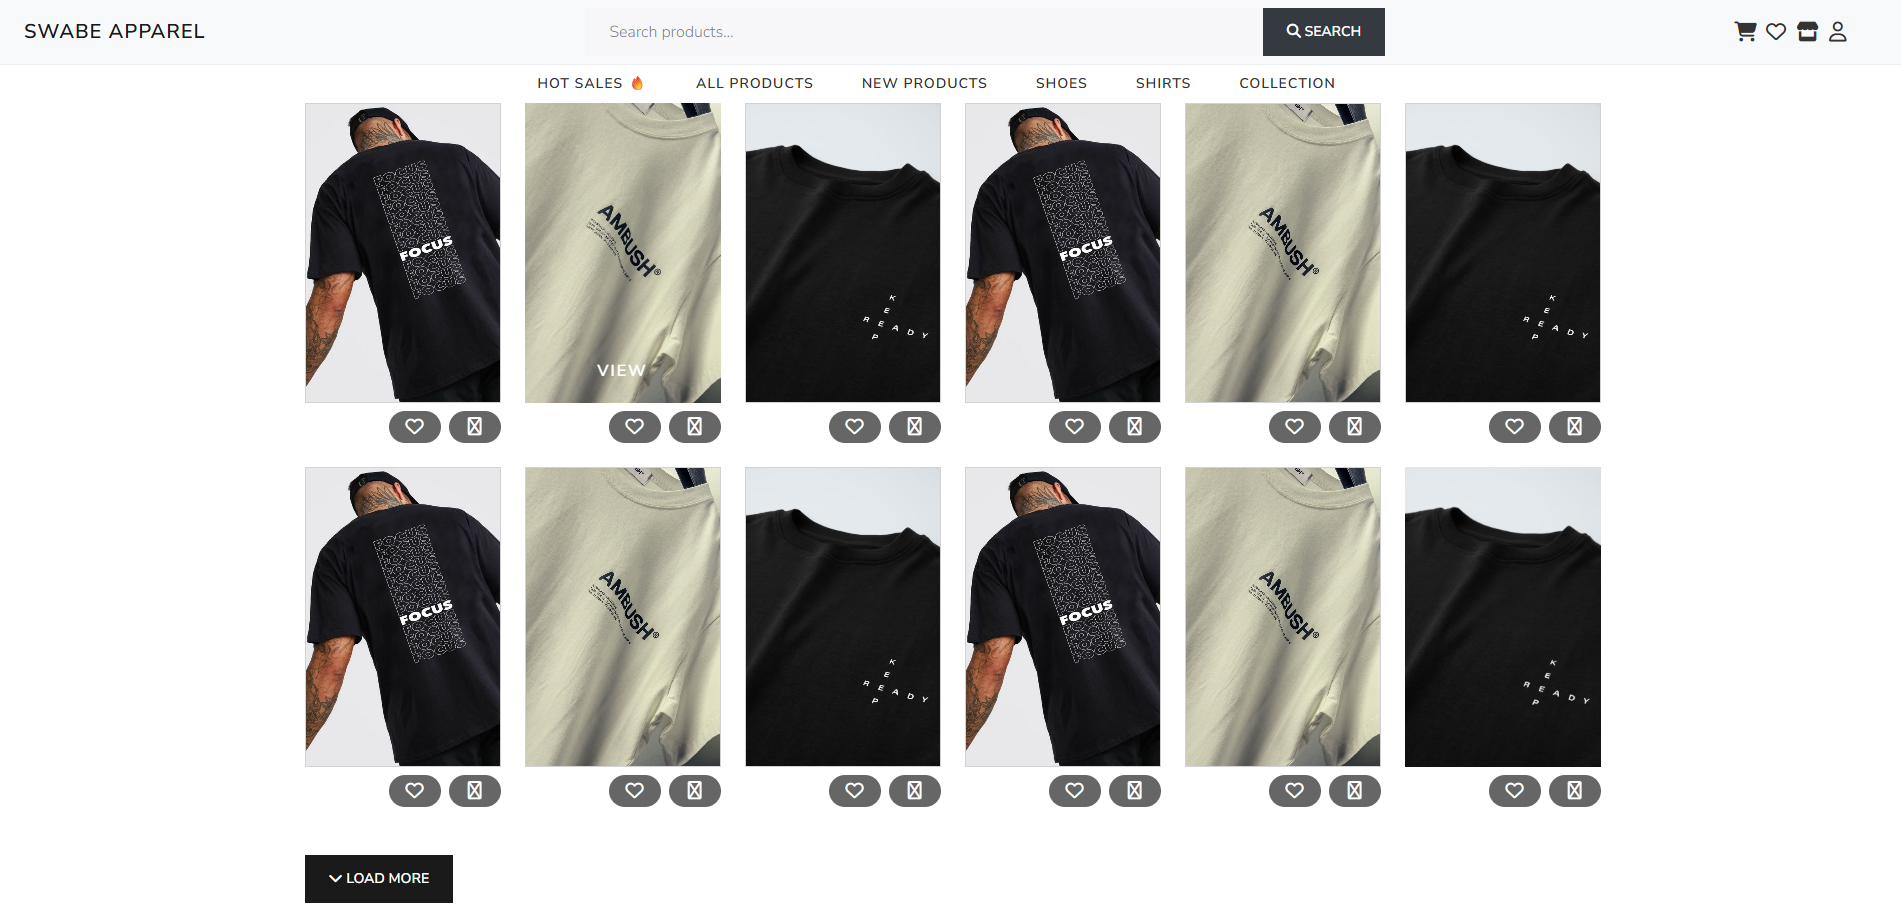 SWABE APPAREL
Search products...
SEARCH
HOT SALES 🔥
ALL PRODUCTS
NEW PRODUCTS
SHOES
SHIRTS
COLLECTION
FOCUS
AMBUSH®
VIEW
KEEP
READY
FOCUS
AMBUSH®
KEEP
READY
FOCUS
AMBUSH®
KEEP
READY
FOCUS
AMBUSH®
KEEP
READY
LOAD MORE